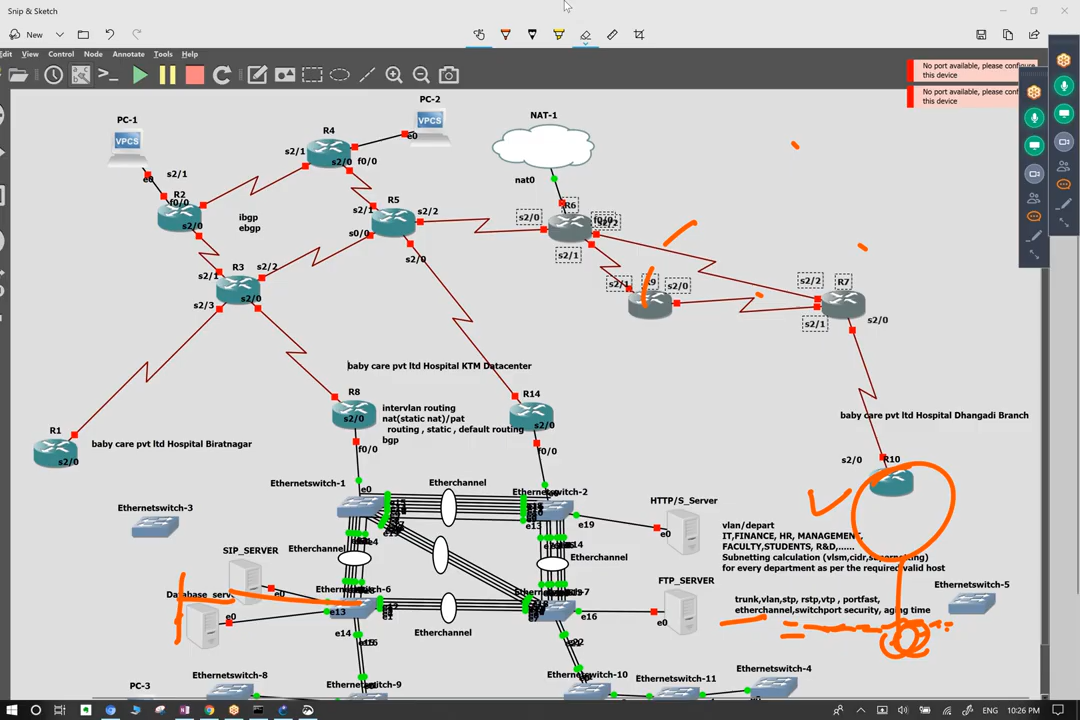 Snip & Sketch
New
dit View Control Node Annotate Tools Help
No port available, please configure
this device
No port available, please conf
this device
PC-1
VPCS
e0
s2/1
R2
f0/0
s2/0
R4
s2/1
s2/0 f0/0
PC-2
VPCS
e0
NAT-1
nat0
ibgp
ebgp
R5
s2/1
s2/2
s0/0
s2/0
R6
s2/0
s2/1
R3
s2/1
s2/2
s2/3
s2/0
R9
s2/1
s2/0
R7
s2/2
s2/1
s2/0
baby care pvt ltd Hospital KTM Datacenter
R8
s2/0
f0/0
intervlan routing
nat(static nat)/pat
routing , static , default routing
bgp
R14
s2/0
f0/0
R1
s2/0
baby care pvt ltd Hospital Biratnagar
baby care pvt ltd Hospital Dhangadi Branch
s2/0
R10
Ethernetswitch-1
e0
Etherchannel
Ethernetswitch-2
e13
e19
HTTP/S_Server
e0
Ethernetswitch-3
vlan/depart
IT,FINANCE, HR, MANAGEMENT,
FACULTY,STUDENTS, R&D,......
Subnetting calculation (vlsm,cidr,supernetting)
for every department as per the required valid host
SIP_SERVER
e0
Etherchannel
Etherchannel
Ethernetswitch-6
FTP_SERVER
e0
e16
Database serv
e0
e13
e14
Etherchannel
trunk,vlan,stp, rstp,vtp , portfast,
etherchannel,switchport security, aging time
Ethernetswitch-5
PC-3
Ethernetswitch-8
Ethernetswitch-9
Ethernetswitch-10
Ethernetswitch-11
Ethernetswitch-4
ENG 10:26 PM